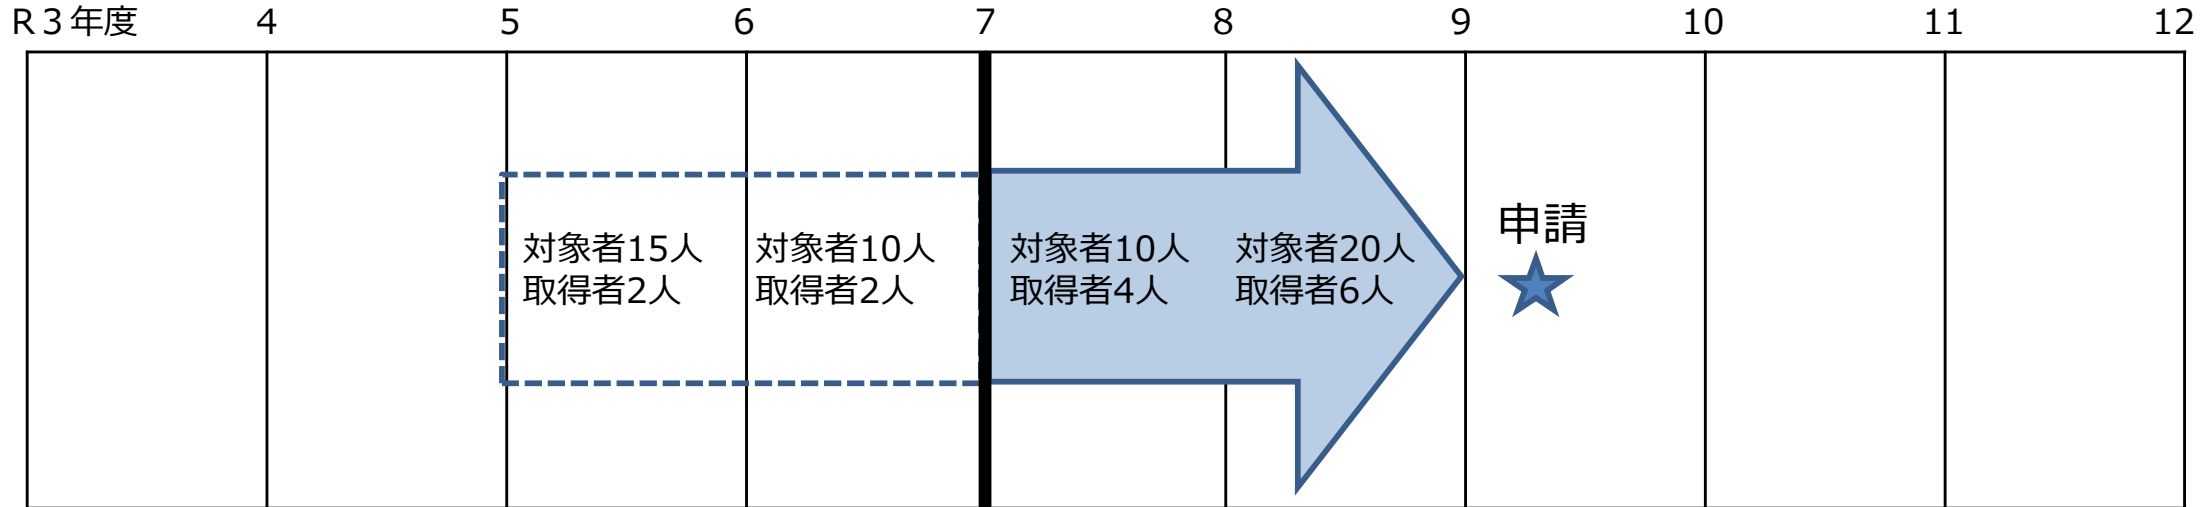 R３年度 4 5 6 7 8 9 10 11 12
対象者15人
取得者2人
対象者10人
取得者2人
対象者10人
取得者4人
対象者20人
取得者6人
申請